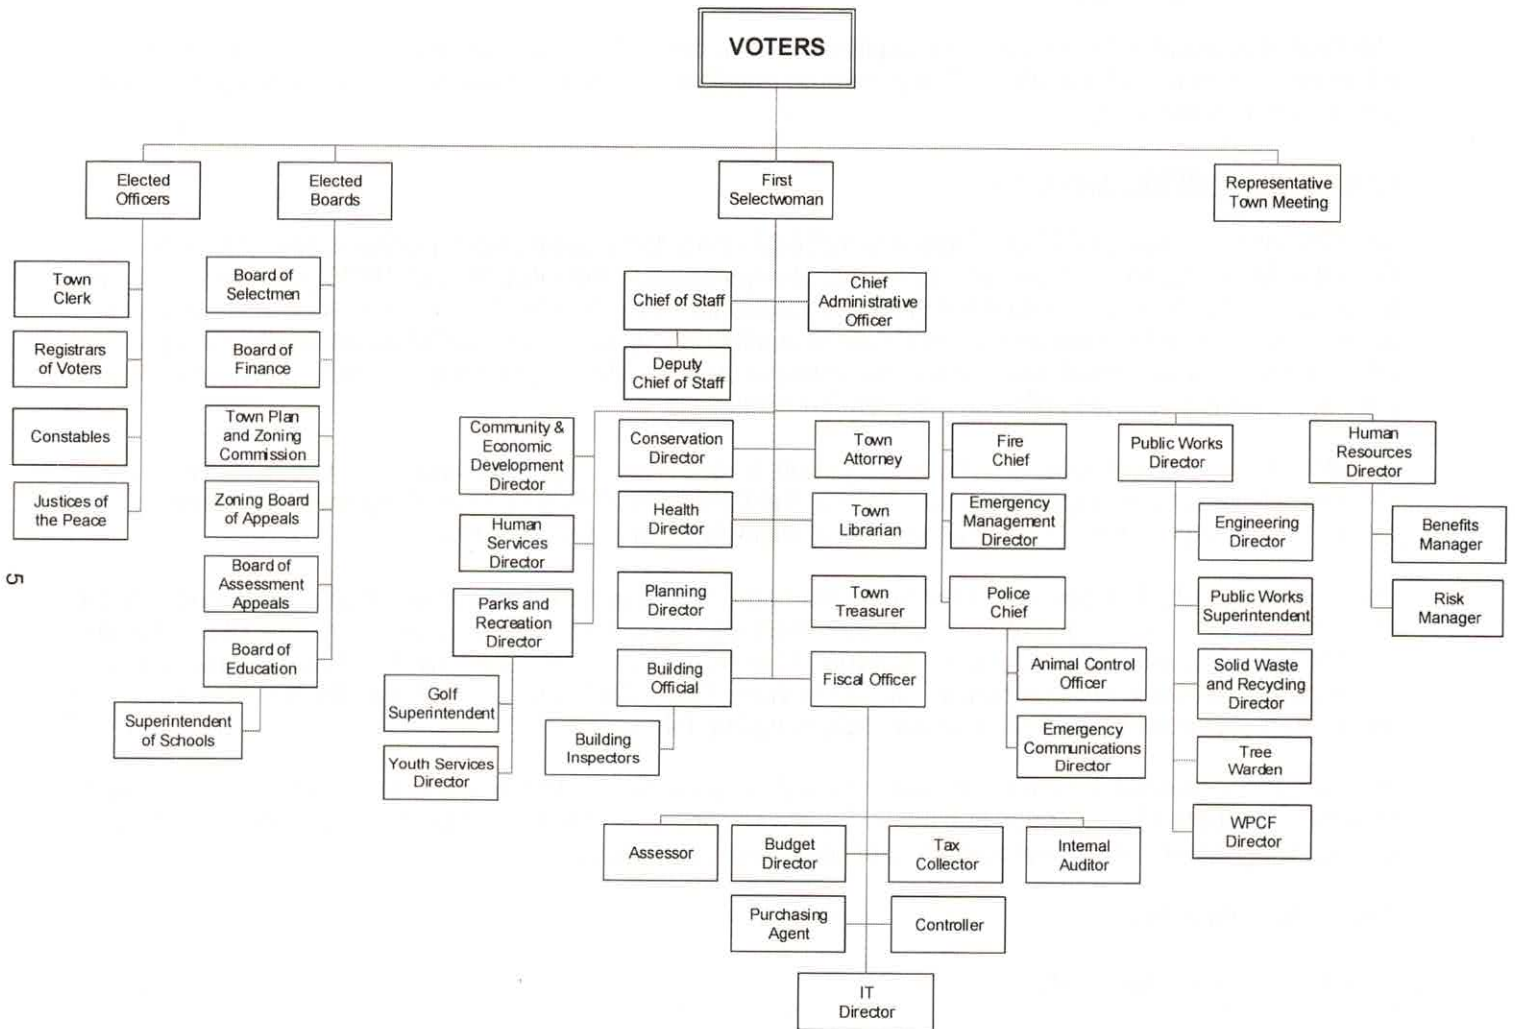 VOTERS
Elected
Officers
Elected
Boards
First
Selectwoman
Representative
Town Meeting
Town
Clerk
Registrars
of Voters
Constables
Justices of
the Peace
Board of
Selectmen
Board of
Finance
Town Plan
and Zoning
Commission
Zoning Board
of Appeals
Board of
Assessment
Appeals
Board of
Education
Superintendent
of Schools
Chief of Staff
Chief
Administrative
Officer
Deputy
Chief of Staff
Community &
Economic
Development
Director
Human
Services
Director
Parks and
Recreation
Director
Golf
Superintendent
Youth Services
Director
Conservation
Director
Health
Director
Planning
Director
Building
Official
Building
Inspectors
Town
Attorney
Town
Librarian
Town
Treasurer
Fiscal Officer
Fire
Chief
Emergency
Management
Director
Police
Chief
Animal Control
Officer
Emergency
Communications
Director
Public Works
Director
Engineering
Director
Public Works
Superintendent
Solid Waste
and Recycling
Director
Tree
Warden
WPCF
Director
Human
Resources
Director
Benefits
Manager
Risk
Manager
Assessor
Budget
Director
Tax
Collector
Internal
Auditor
Purchasing
Agent
Controller
IT
Director
5